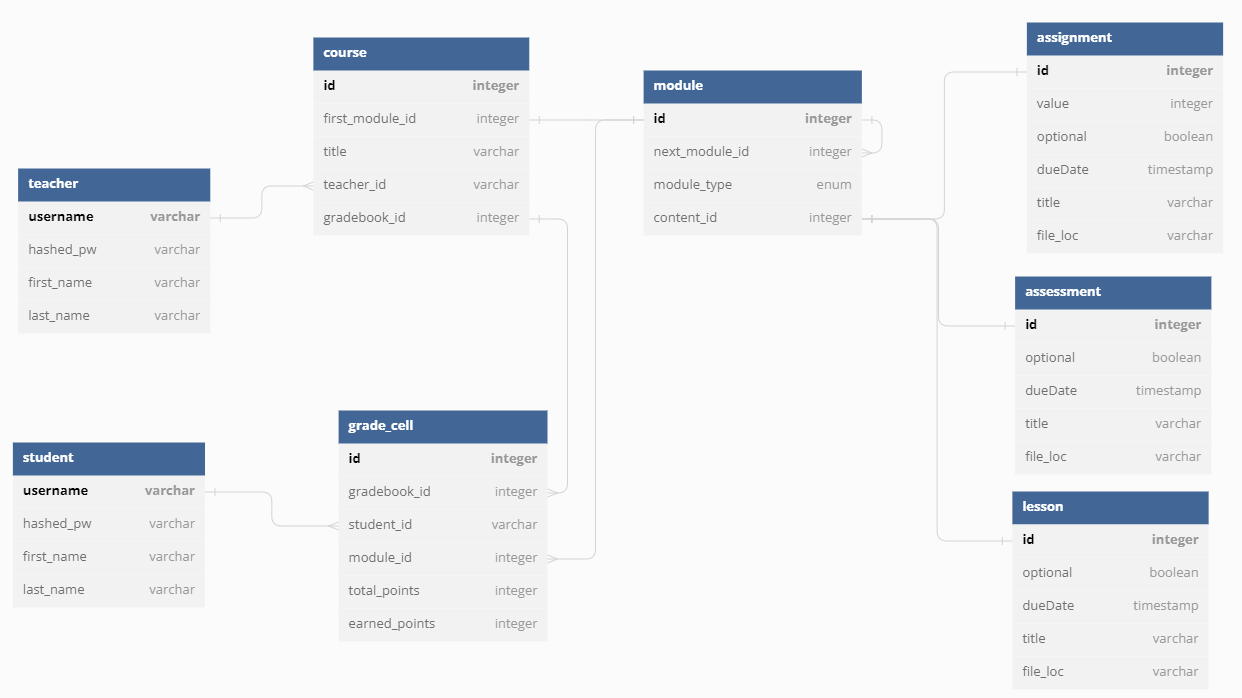 course
id integer
first_module_id integer
title varchar
teacher_id varchar
gradebook_id integer
module
id integer
next_module_id integer
module_type enum
content_id integer
assignment
id integer
value integer
optional boolean
dueDate timestamp
title varchar
file_loc varchar
teacher
username varchar
hashed_pw varchar
first_name varchar
last_name varchar
assessment
id integer
optional boolean
dueDate timestamp
title varchar
file_loc varchar
student
username varchar
hashed_pw varchar
first_name varchar
last_name varchar
grade_cell
id integer
gradebook_id integer
student_id varchar
module_id integer
total_points integer
earned_points integer
lesson
id integer
optional boolean
dueDate timestamp
title varchar
file_loc varchar